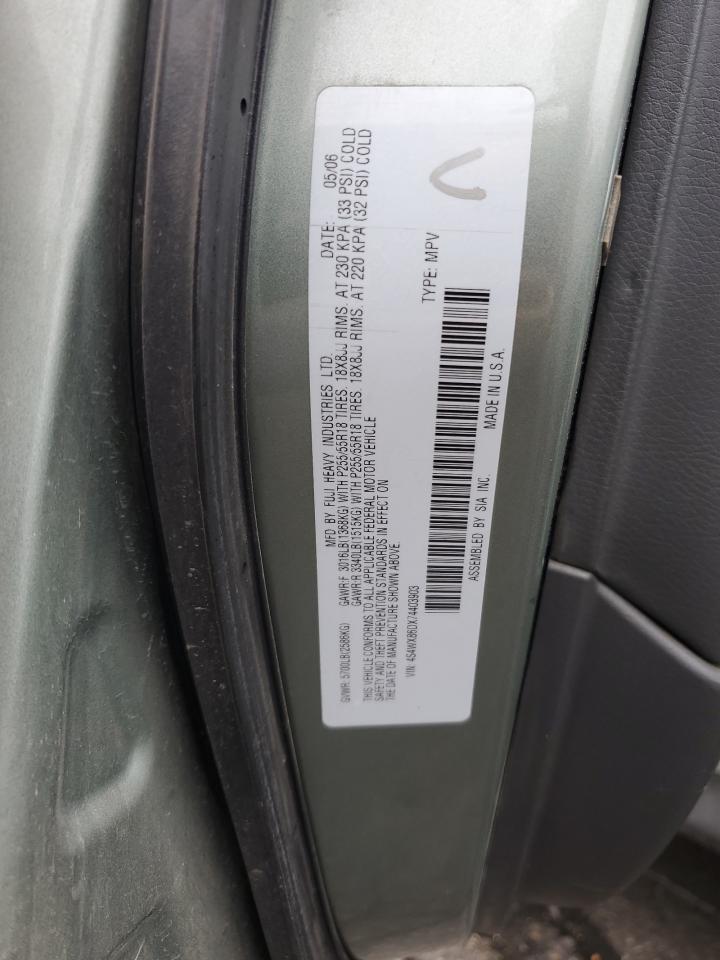 MFD BY FUJI HEAVY INDUSTRIES LTD. DATE: 05/06
GVWR: 5700LB(2586KG) GAWR:F 3016LB(1368KG) WITH P255/55R18 TIRES. 18X8JJ RIMS. AT 230 KPA (33 PSI) COLD
GAWR:R 3340LB(1515KG) WITH P255/55R18 TIRES. 18X8JJ RIMS. AT 220 KPA (32 PSI) COLD
THIS VEHICLE CONFORMS TO ALL APPLICABLE FEDERAL MOTOR VEHICLE
SAFETY AND THEFT PREVENTION STANDARDS IN EFFECT ON
THE DATE OF MANUFACTURE SHOWN ABOVE.
VIN:4S4WX86DX74403903 TYPE: MPV
ASSEMBLED BY SIA INC. MADE IN U.S.A.